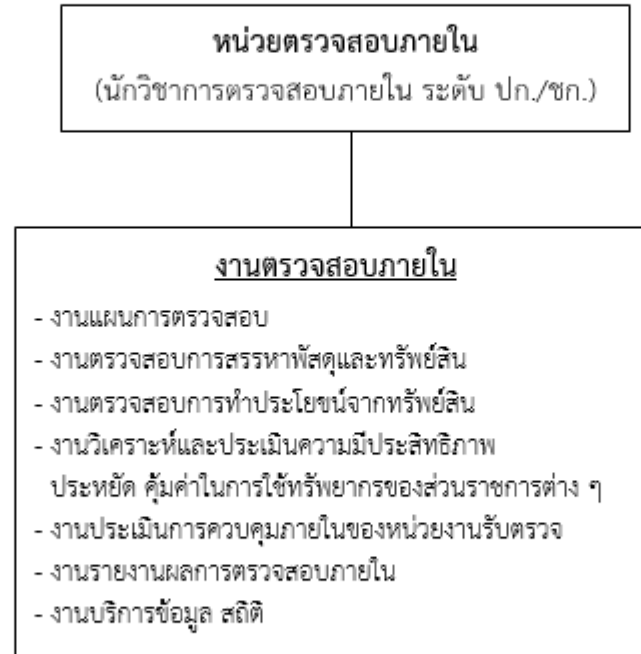 หน่วยตรวจสอบภายใน
(นักวิชาการตรวจสอบภายใน ระดับ ปก./ชก.)
งานตรวจสอบภายใน
- งานแผนการตรวจสอบ
- งานตรวจสอบการสรรหาพัสดุและทรัพย์สิน
- งานตรวจสอบการทำประโยขน์จากทรัพย์สิน
- งานวิเคราะห์และประเมินความมีประสิทธิภาพ
ประหยัด คุ้มค่าในการใช้ทรัพยากรของส่วนราชการต่าง ๆ
- งานประเมินการควบคุมภายในของหน่วยงานรับตรวจ
- งานรายงานผลการตรวจสอบภายใน
- งานบริการข้อมูล สถิติ